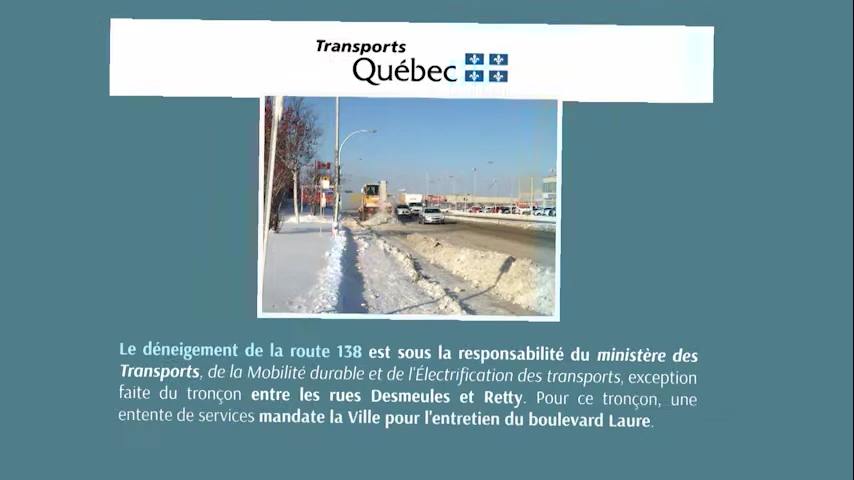 Transports
Québec
Le déneigement de la route 138 est sous la responsabilité du ministère des
Transports, de la Mobilité durable et de l'Électrification des transports, exception
faite du tronçon entre les rues Desmeules et Retty. Pour ce tronçon, une
entente de services mandate la Ville pour l'entretien du boulevard Laure.